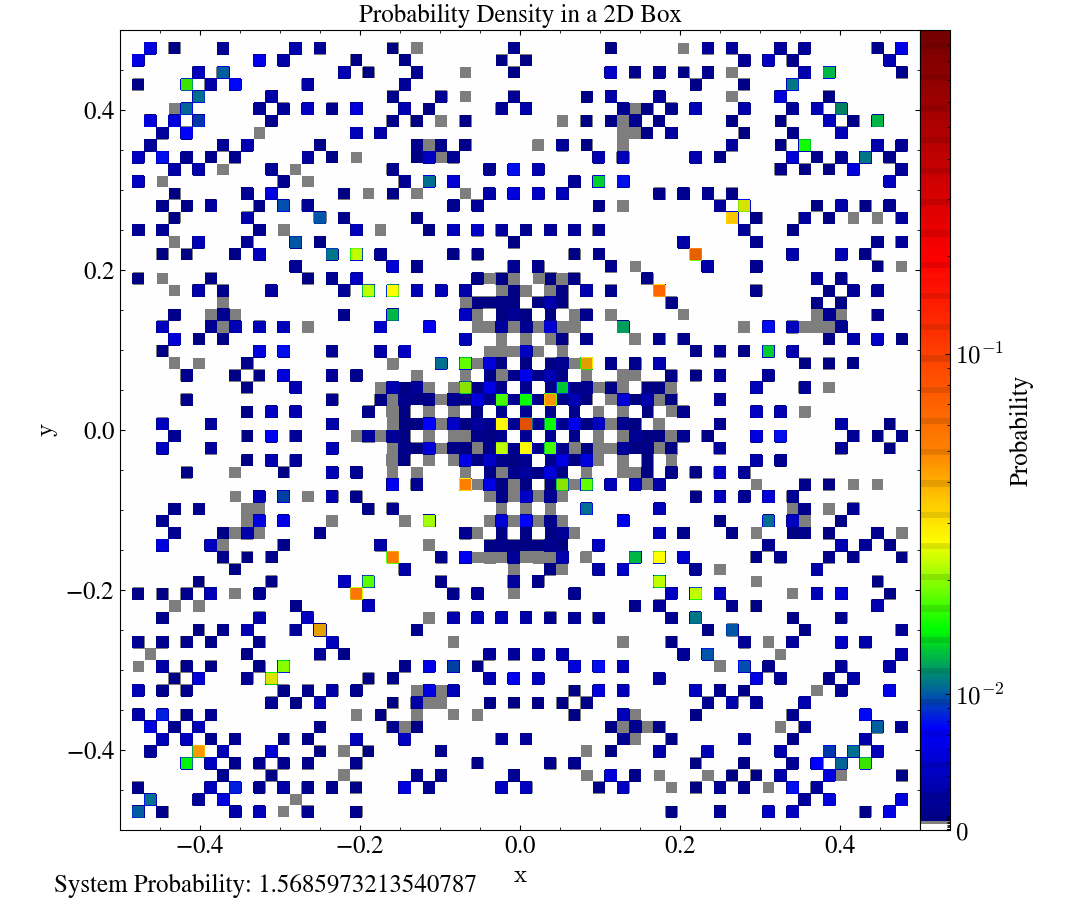 Probability Density in a 2D Box
0.4
0.2
0.0
−0.2
−0.4
y
−0.4 −0.2 0.0 0.2 0.4
x
10⁻¹
10⁻²
0
Probability
System Probability: 1.5685973213540787